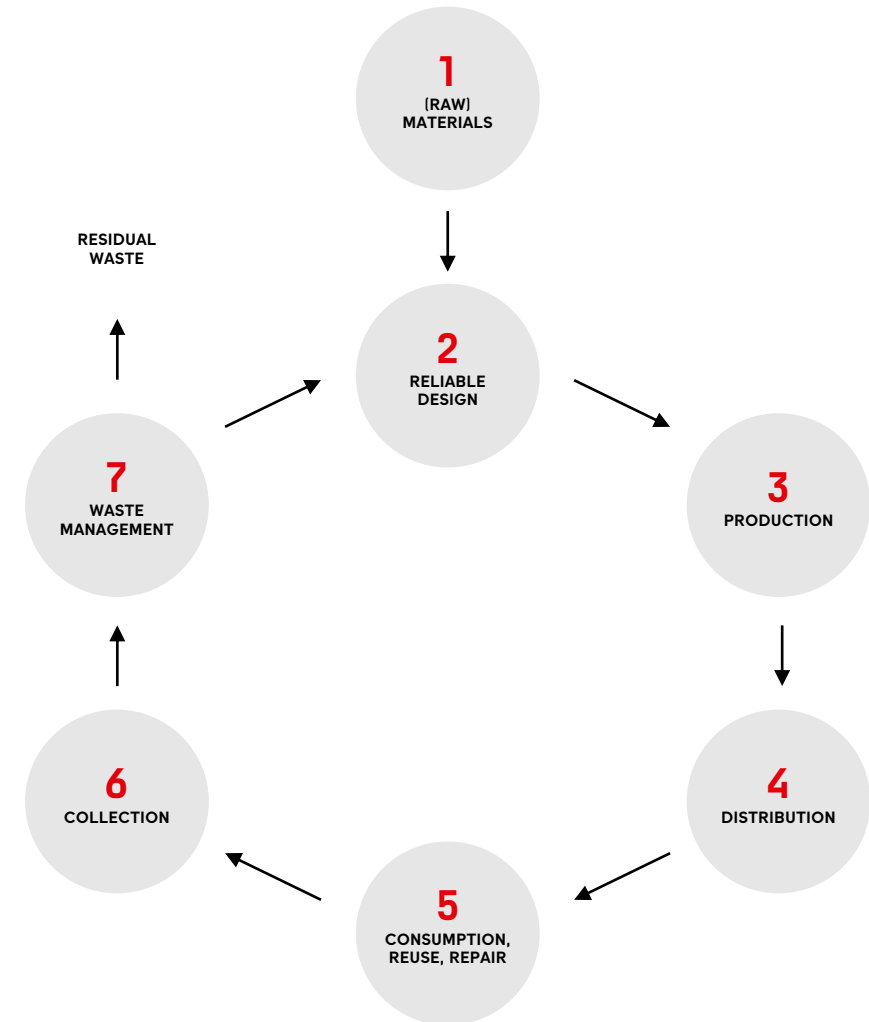 1
(RAW)
MATERIALS
RESIDUAL
WASTE
2
RELIABLE
DESIGN
7
WASTE
MANAGEMENT
3
PRODUCTION
6
COLLECTION
4
DISTRIBUTION
5
CONSUMPTION,
REUSE, REPAIR